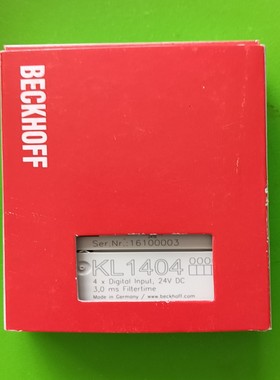 BECKHOFF
Ser.Nr.:16100003
KL1404
4 x Digital Input, 24V DC
3,0 ms Filtertime
Made in Germany / www.beckhoff.com